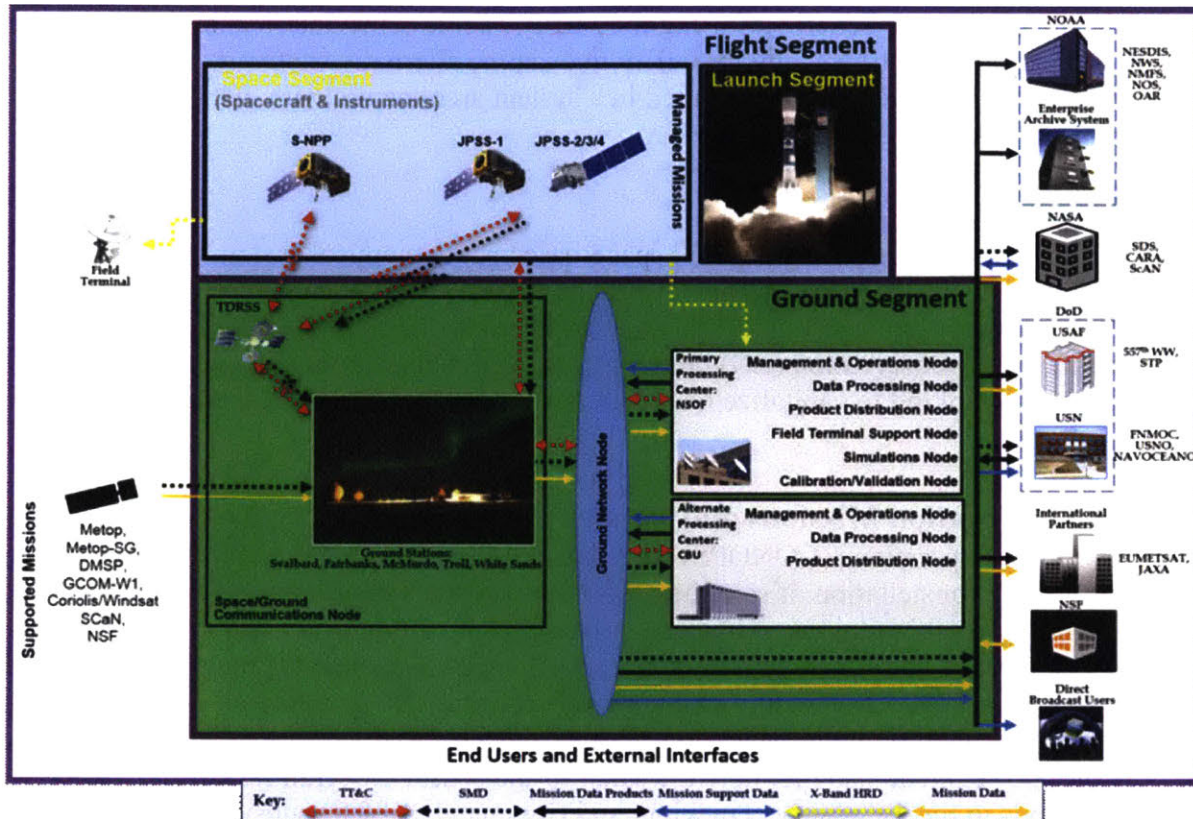 Flight Segment
Space Segment
(Spacecraft & Instruments)
S-NPP
JPSS-1
JPSS-2/3/4
Managed Missions
Launch Segment
Field
Terminal
Ground Segment
TDRSS
Ground Stations:
Svalbard, Fairbanks, McMurdo, Troll, White Sands
Space/Ground
Communications Node
Ground Network Node
Primary
Processing
Center:
NSOF
Management & Operations Node
Data Processing Node
Product Distribution Node
Field Terminal Support Node
Simulations Node
Calibration/Validation Node
Alternate
Processing
Center:
CBU
Management & Operations Node
Data Processing Node
Product Distribution Node
Supported Missions
Metop,
Metop-SG,
DMSP,
GCOM-W1,
Coriolis/Windsat
SCaN,
NSF
NOAA
NESDIS,
NWS,
NMFS,
NOS,
OAR
Enterprise
Archive System
NASA
SDS,
CARA,
ScAN
DoD
USAF
557th WW,
STP
USN
FNMOC,
USNO,
NAVOCEANO
International
Partners
EUMETSAT,
JAXA
NSF
Direct
Broadcast Users
End Users and External Interfaces
Key:
TT&C
SMD
Mission Data Products
Mission Support Data
X-Band HRD
Mission Data